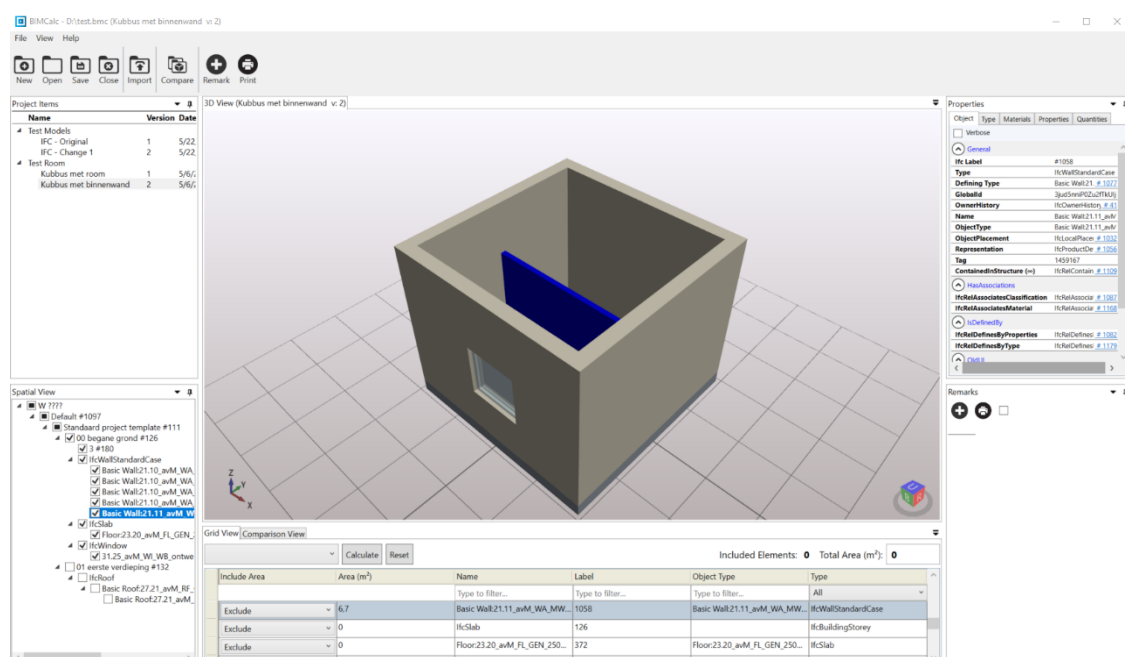 BIMCalc - D:\test.bmc (Kubbus met binnenwand v: 2)
File View Help
New Open Save Close Import Compare Remark Print
Project Items
Name Version Date
Test Models
IFC - Original 1 5/22
IFC - Change 1 2 5/22
Test Room
Kubbus met room 1 5/6/
Kubbus met binnenwand 2 5/6/
3D View (Kubbus met binnenwand v: 2)
Z
Y
X
Properties
Object Type Materials Properties Quantities
Verbose
General
Ifc Label #1058
Type IfcWallStandardCase
Defining Type Basic Wall:21. # 1077
GlobalId
OwnerHistory IfcOwnerHistory # 41
Name Basic Wall:21.11_avM
ObjectType Basic Wall:21.11_avM
ObjectPlacement IfcLocalPlace # 1032
Representation IfcProductDe # 1056
Tag 1459167
ContainedInStructure (∞) IfcRelContain # 1109
HasAssociations
IfcRelAssociatesClassification IfcRelAssocia # 1087
IfcRelAssociatesMaterial IfcRelAssocia # 1168
IsDefinedBy
IfcRelDefinesByProperties IfcRelDefines # 1082
IfcRelDefinesByType IfcRelDefines # 1179
Spatial View
W ????
Default #1097
Standaard project template #111
00 begane grond #126
3 #180
IfcWallStandardCase
Basic Wall:21.10_avM_WA_
Basic Wall:21.10_avM_WA_
Basic Wall:21.10_avM_WA_
Basic Wall:21.10_avM_WA_
Basic Wall:21.11_avM_W
IfcSlab
Floor:23.20_avM_FL_GEN_
IfcWindow
31.25_avM_WI_WB_ontwe
01 eerste verdieping #132
IfcRoof
Basic Roof:27.21_avM_RF_
Basic Roof:27.21_avM_
Remarks
Grid View Comparison View
Calculate Reset Included Elements: 0 Total Area (m²): 0
Include Area Area (m²) Name Label Object Type Type
Type to filter... Type to filter... Type to filter... All
Exclude 6,7 Basic Wall:21.11_avM_WA_MW... 1058 Basic Wall:21.11_avM_WA_MW... IfcWallStandardCase
Exclude 0 IfcSlab 126 IfcBuildingStorey
Exclude 0 Floor:23.20_avM_FL_GEN_250... 372 Floor:23.20_avM_FL_GEN_250... IfcSlab